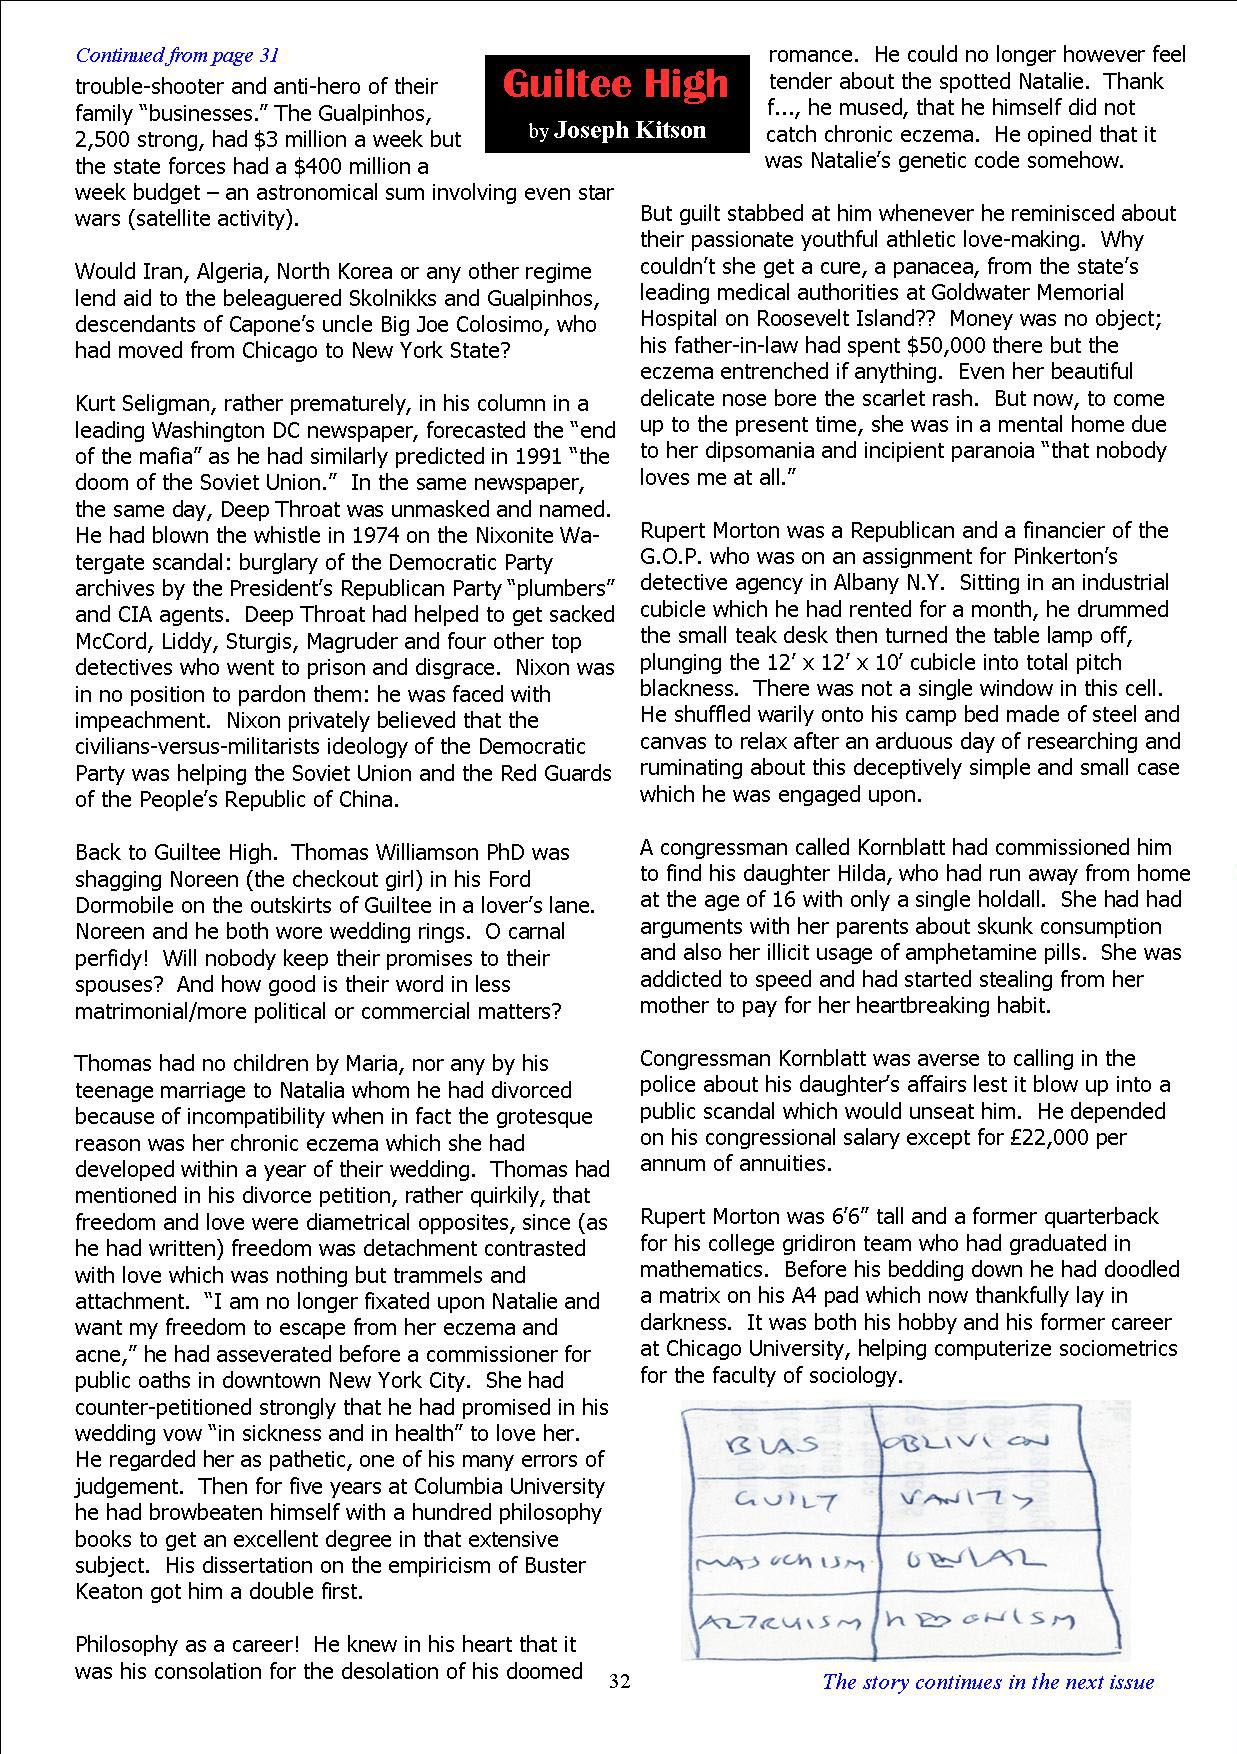 Continued from page 31
trouble-shooter and anti-hero of their
family “businesses.” The Gualpinhos,
2,500 strong, had $3 million a week but
the state forces had a $400 million a
week budget – an astronomical sum involving even star
wars (satellite activity).
Would Iran, Algeria, North Korea or any other regime
lend aid to the beleaguered Skolnikks and Gualpinhos,
descendants of Capone’s uncle Big Joe Colosimo, who
had moved from Chicago to New York State?
Kurt Seligman, rather prematurely, in his column in a
leading Washington DC newspaper, forecasted the “end
of the mafia” as he had similarly predicted in 1991 “the
doom of the Soviet Union.”  In the same newspaper,
the same day, Deep Throat was unmasked and named.
He had blown the whistle in 1974 on the Nixonite Wa-
tergate scandal: burglary of the Democratic Party
archives by the President’s Republican Party “plumbers”
and CIA agents.  Deep Throat had helped to get sacked
McCord, Liddy, Sturgis, Magruder and four other top
detectives who went to prison and disgrace.  Nixon was
in no position to pardon them: he was faced with
impeachment.  Nixon privately believed that the
civilians-versus-militarists ideology of the Democratic
Party was helping the Soviet Union and the Red Guards
of the People’s Republic of China.
Back to Guiltee High.  Thomas Williamson PhD was
shagging Noreen (the checkout girl) in his Ford
Dormobile on the outskirts of Guiltee in a lover’s lane.
Noreen and he both wore wedding rings.  O carnal
perfidy!  Will nobody keep their promises to their
spouses?  And how good is their word in less
matrimonial/more political or commercial matters?
Thomas had no children by Maria, nor any by his
teenage marriage to Natalia whom he had divorced
because of incompatibility when in fact the grotesque
reason was her chronic eczema which she had
developed within a year of their wedding.  Thomas had
mentioned in his divorce petition, rather quirkily, that
freedom and love were diametrical opposites, since (as
he had written) freedom was detachment contrasted
with love which was nothing but trammels and
attachment.  “I am no longer fixated upon Natalie and
want my freedom to escape from her eczema and
acne,” he had asseverated before a commissioner for
public oaths in downtown New York City.  She had
counter-petitioned strongly that he had promised in his
wedding vow “in sickness and in health” to love her.
He regarded her as pathetic, one of his many errors of
judgement.  Then for five years at Columbia University
he had browbeaten himself with a hundred philosophy
books to get an excellent degree in that extensive
subject.  His dissertation on the empiricism of Buster
Keaton got him a double first.
Philosophy as a career!  He knew in his heart that it
was his consolation for the desolation of his doomed
Guiltee High
by Joseph Kitson
romance.  He could no longer however feel
tender about the spotted Natalie.  Thank
f..., he mused, that he himself did not
catch chronic eczema.  He opined that it
was Natalie’s genetic code somehow.
But guilt stabbed at him whenever he reminisced about
their passionate youthful athletic love-making.  Why
couldn’t she get a cure, a panacea, from the state’s
leading medical authorities at Goldwater Memorial
Hospital on Roosevelt Island??  Money was no object;
his father-in-law had spent $50,000 there but the
eczema entrenched if anything.  Even her beautiful
delicate nose bore the scarlet rash.  But now, to come
up to the present time, she was in a mental home due
to her dipsomania and incipient paranoia “that nobody
loves me at all.”
Rupert Morton was a Republican and a financier of the
G.O.P. who was on an assignment for Pinkerton’s
detective agency in Albany N.Y.  Sitting in an industrial
cubicle which he had rented for a month, he drummed
the small teak desk then turned the table lamp off,
plunging the 12’ x 12’ x 10’ cubicle into total pitch
blackness.  There was not a single window in this cell.
He shuffled warily onto his camp bed made of steel and
canvas to relax after an arduous day of researching and
ruminating about this deceptively simple and small case
which he was engaged upon.
A congressman called Kornblatt had commissioned him
to find his daughter Hilda, who had run away from home
at the age of 16 with only a single holdall.  She had had
arguments with her parents about skunk consumption
and also her illicit usage of amphetamine pills.  She was
addicted to speed and had started stealing from her
mother to pay for her heartbreaking habit.
Congressman Kornblatt was averse to calling in the
police about his daughter’s affairs lest it blow up into a
public scandal which would unseat him.  He depended
on his congressional salary except for £22,000 per
annum of annuities.
Rupert Morton was 6’6” tall and a former quarterback
for his college gridiron team who had graduated in
mathematics.  Before his bedding down he had doodled
a matrix on his A4 pad which now thankfully lay in
darkness.  It was both his hobby and his former career
at Chicago University, helping computerize sociometrics
for the faculty of sociology.
BIAS OBLIVION
GUILT VANITY
MASOCHISM DENIAL
ALTRUISM HEDONISM
32
The story continues in the next issue